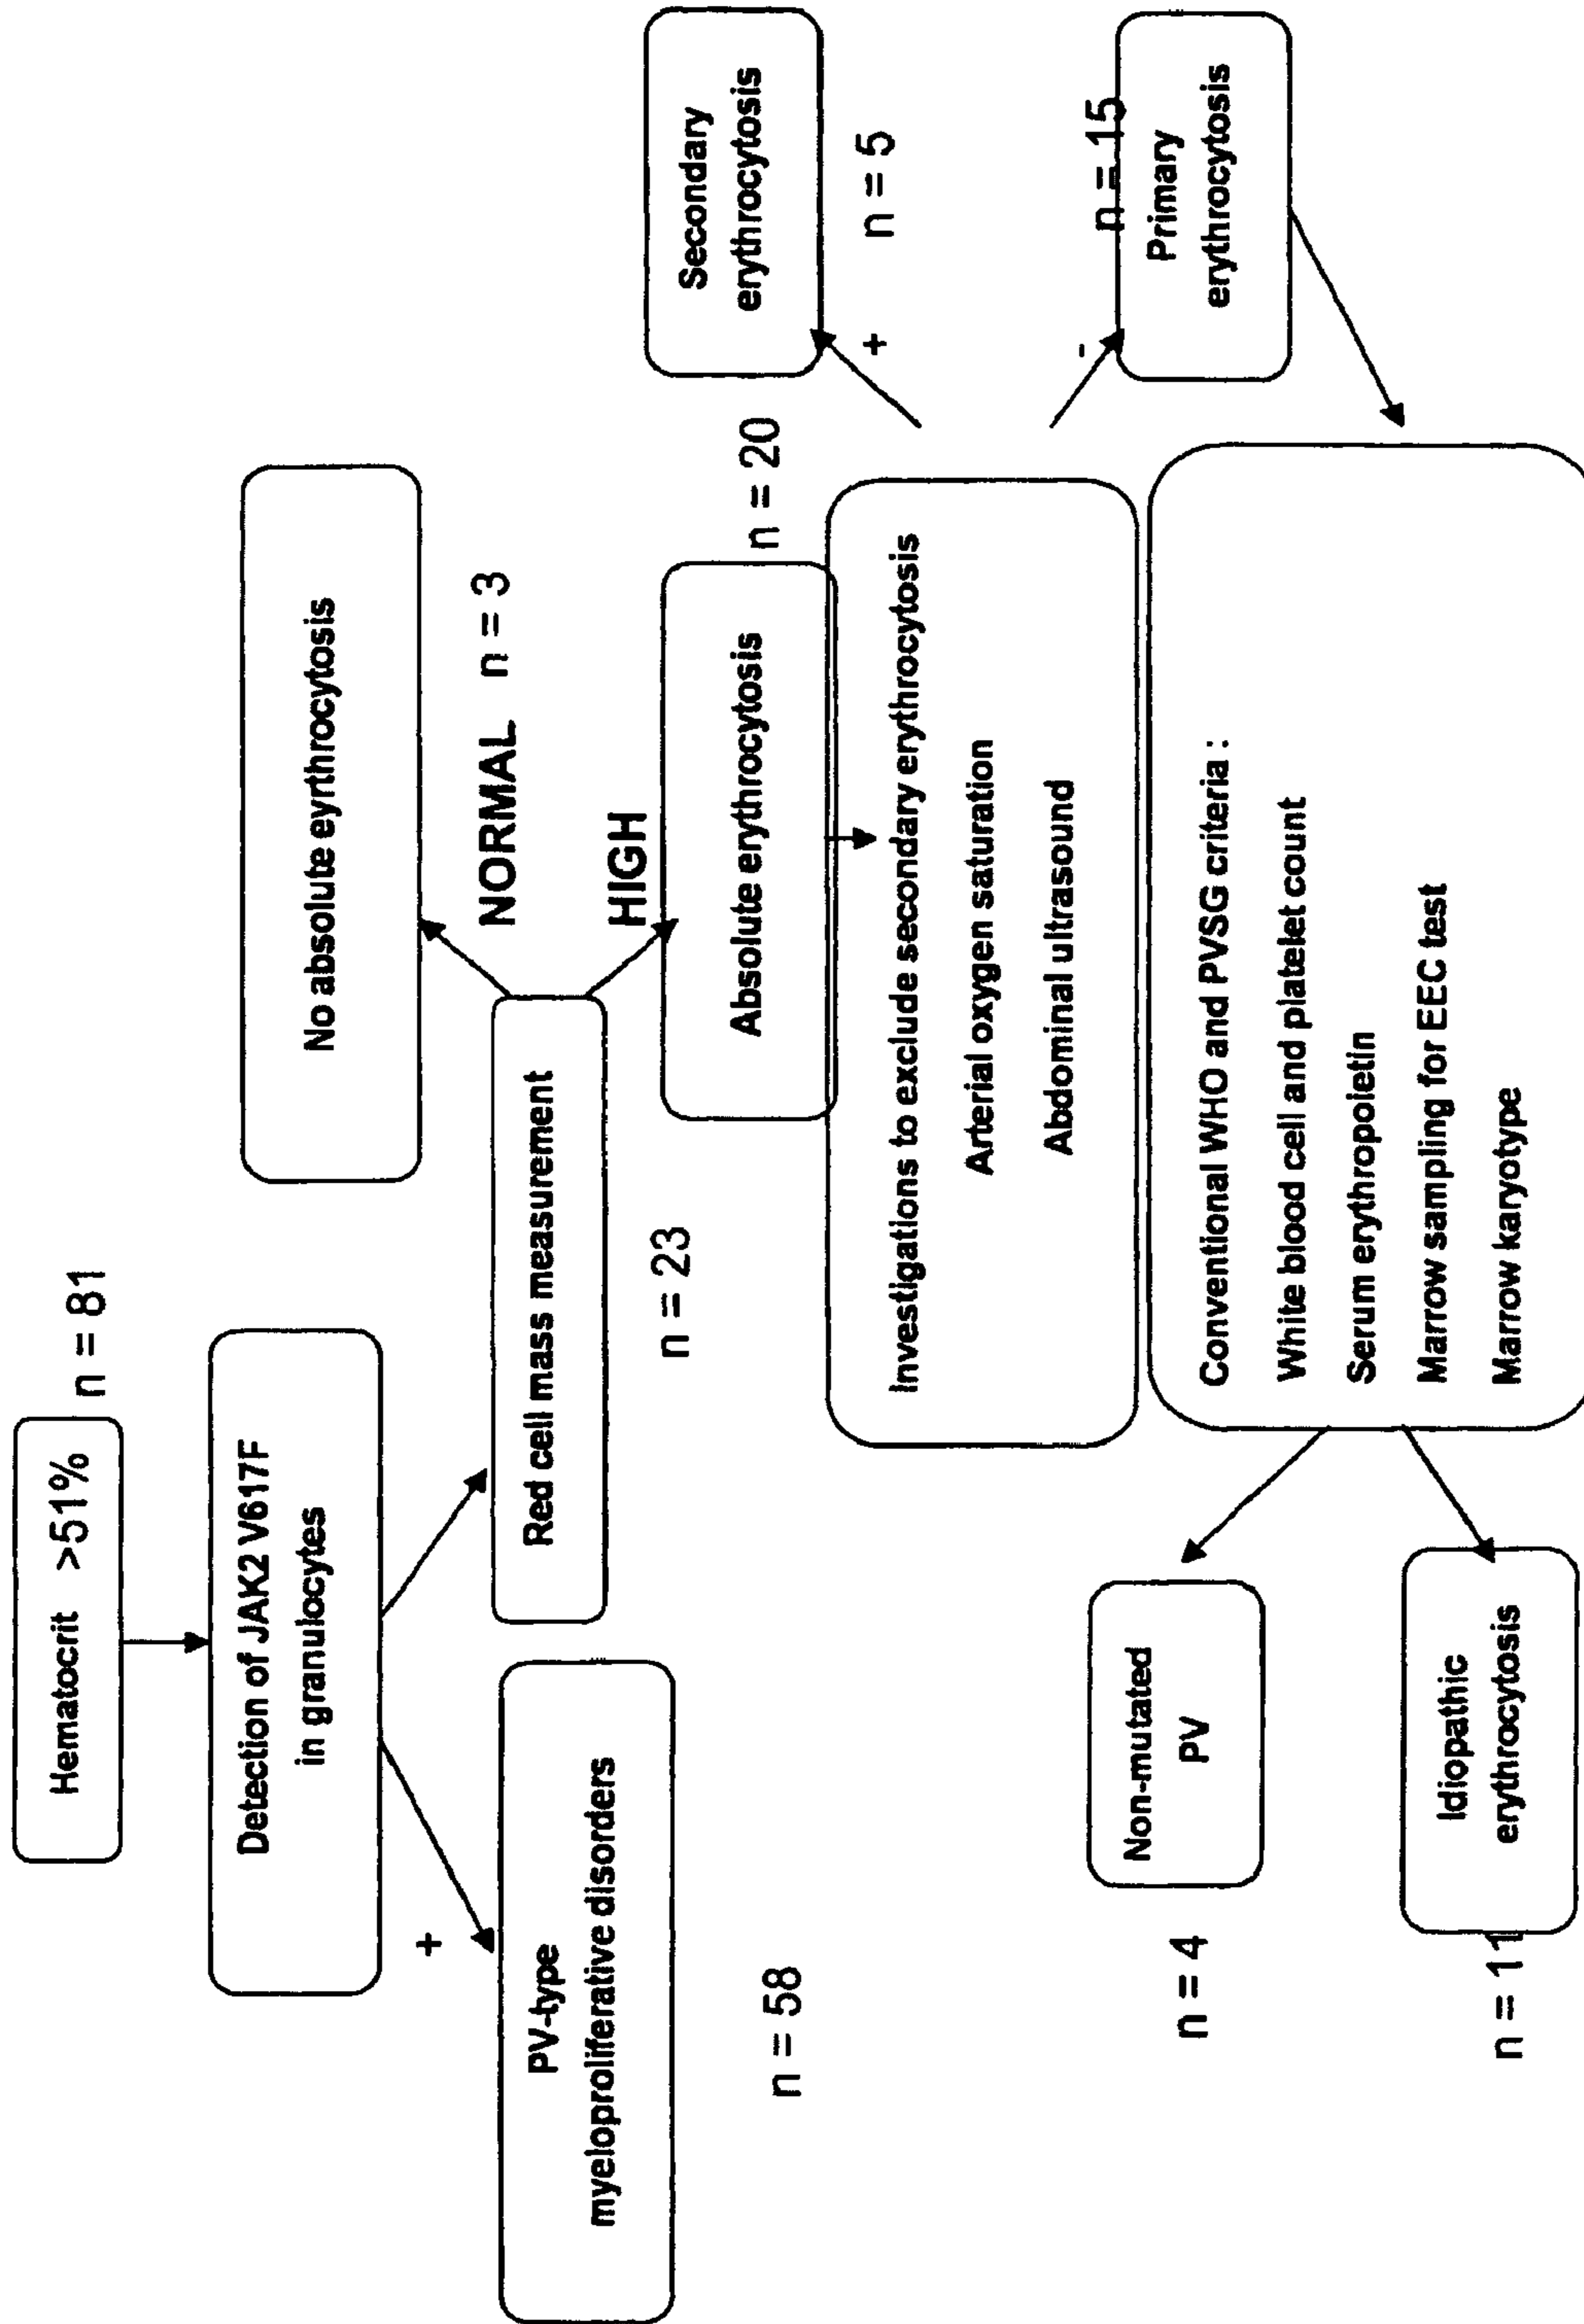 Hematocrit >51%
n = 81
Detection of JAK2 V617F
in granulocytes
+
PV-type
myeloproliferative disorders
n = 58
Red cell mass measurement
n = 23
No absolute eyrthrocytosis
NORMAL n = 3
HIGH
Absolute erythrocytosis
n = 20
Investigations to exclude secondary erythrocytosis
Arterial oxygen saturation
Abdominal ultrasound
+
Secondary
erythrocytosis
n = 5
-
n = 15
Primary
erythrocytosis
Conventional WHO and PVSG criteria :
White blood cell and platelet count
Serum erythropoietin
Marrow sampling for EEC test
Marrow karyotype
Non-mutated
PV
n = 4
Idiopathic
erythrocytosis
n = 11